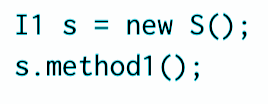 I1 s = new S();
s.method1();